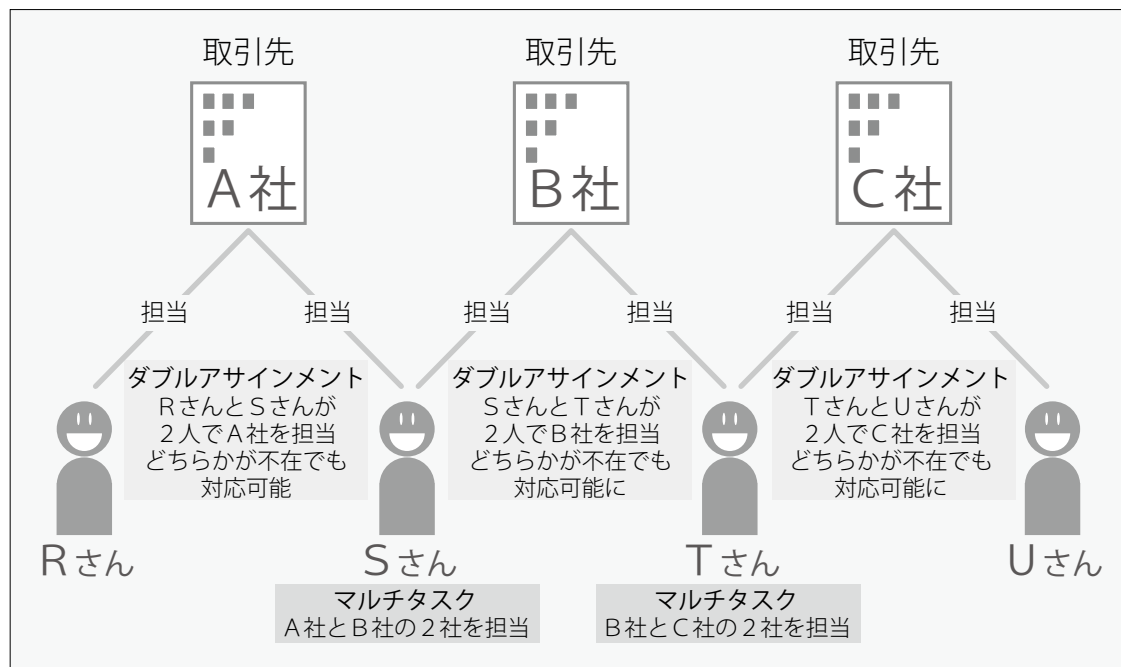 取引先
取引先
取引先
A社
B社
C社
担当
担当
担当
担当
担当
担当
ダブルアサインメント
RさんとSさんが
2人でA社を担当
どちらかが不在でも
対応可能
ダブルアサインメント
SさんとTさんが
2人でB社を担当
どちらかが不在でも
対応可能に
ダブルアサインメント
TさんとUさんが
2人でC社を担当
どちらかが不在でも
対応可能に
Rさん
Sさん
Tさん
Uさん
マルチタスク
A社とB社の2社を担当
マルチタスク
B社とC社の2社を担当